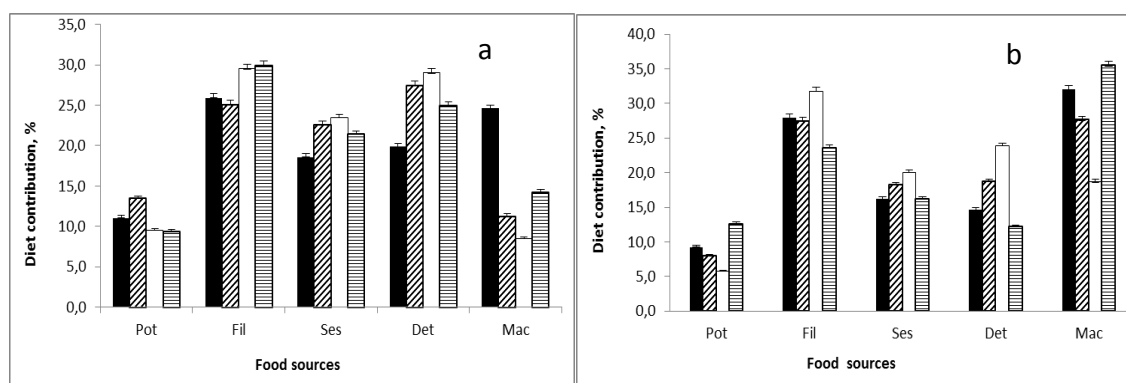 a
Diet contribution, %
35,0
30,0
25,0
20,0
15,0
10,0
5,0
0,0
Pot Fil Ses Det Mac
Food sources
b
Diet contribution, %
40,0
35,0
30,0
25,0
20,0
15,0
10,0
5,0
0,0
Pot Fil Ses Det Mac
Food sources